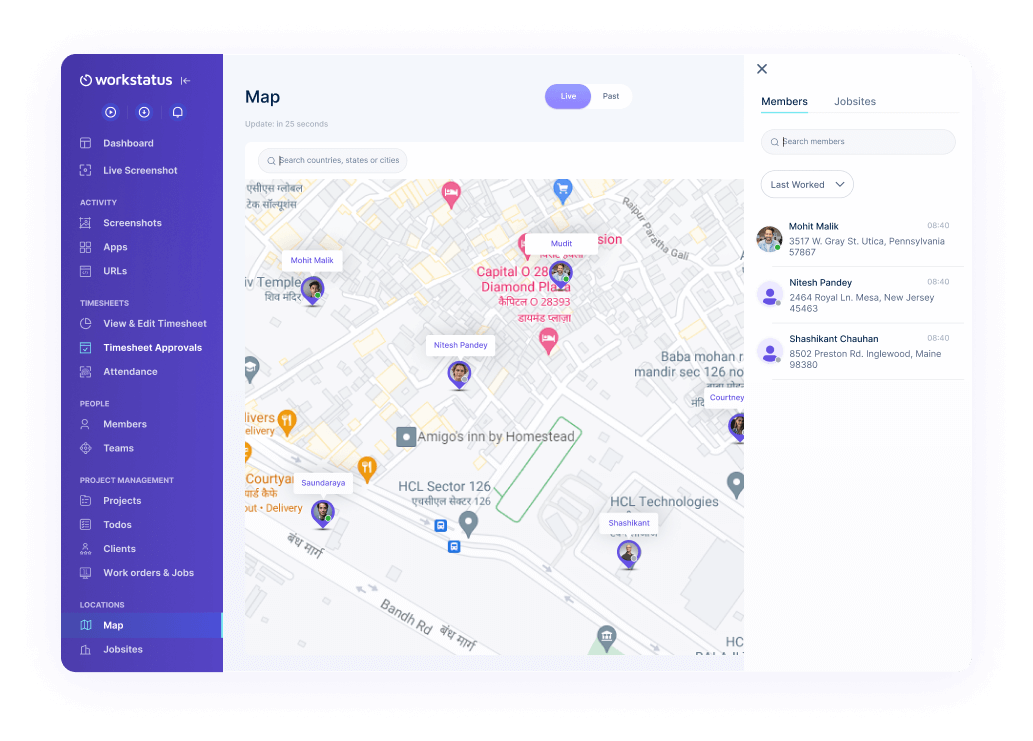 workstatus
Dashboard
Live Screenshot
ACTIVITY
Screenshots
Apps
URLs
TIMESHEETS
View & Edit Timesheet
Timesheet Approvals
Attendance
PEOPLE
Members
Teams
PROJECT MANAGEMENT
Projects
Todos
Clients
Work orders & Jobs
LOCATIONS
Map
Jobsites
Map
Live
Past
Update: in 25 seconds
Search countries, states or cities
एसीएस ग्लोबल
टेक सॉल्यूशंस
Raipur Paratha Gali
Mudit
sion
Mohit Malik
iv Temple
शिव मंदिर
Capital O 28
Diamond Plaza
कैपिटल O 28393
डायमंड प्लाज़ा
Nitesh Pandey
Baba mohan r
mandir sec 126 no
Courtney
livers
elivery
Amigo's inn by Homestead
Courtya
यार्ड कैफे
out • Delivery
Saundaraya
HCL Sector 126
एचसीएल सेक्टर 126
HCL Technologies
Shashikant
बंध मार्ग
Bandh Rd
बंध मार्ग
HC
Members
Jobsites
Search members
Last Worked
Mohit Malik
08:40
3517 W. Gray St. Utica, Pennsylvania
57867
Nitesh Pandey
08:40
2464 Royal Ln. Mesa, New Jersey
45463
Shashikant Chauhan
08:40
8502 Preston Rd. Inglewood, Maine
98380